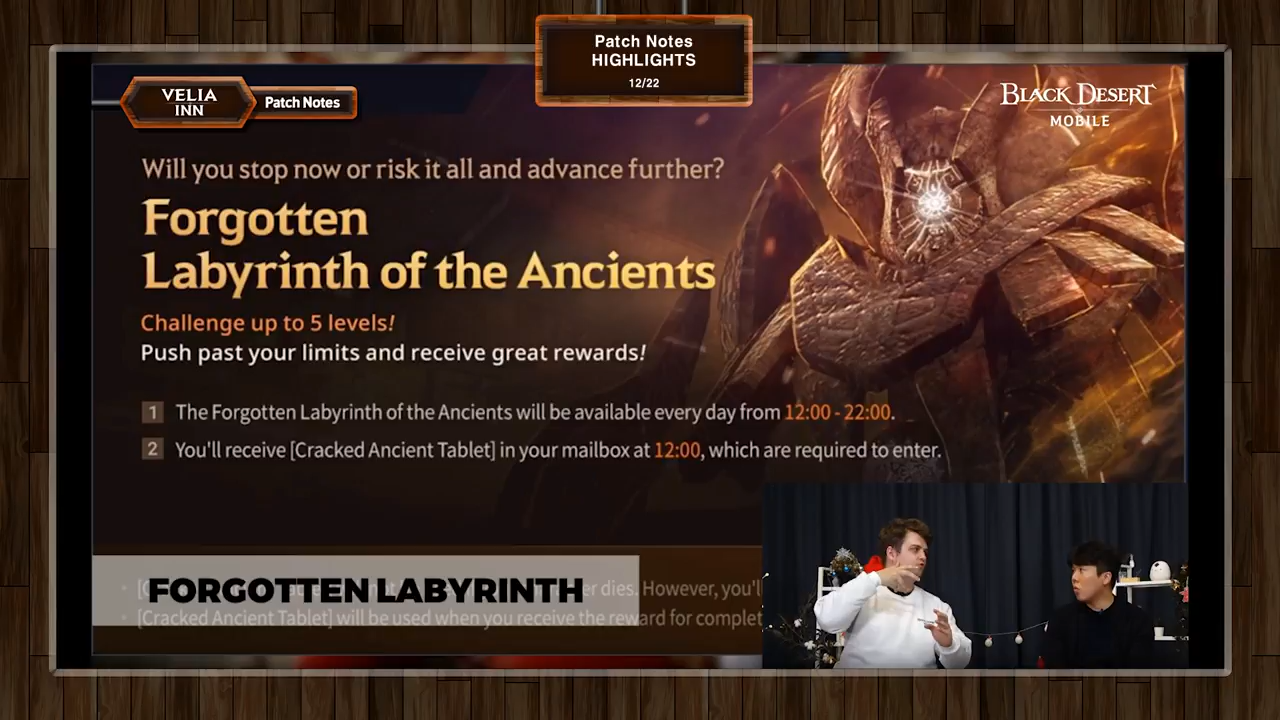 Patch Notes
HIGHLIGHTS
12/22
VELIA
INN
Patch Notes
BLACK DESERT
MOBILE
Will you stop now or risk it all and advance further?
Forgotten
Labyrinth of the Ancients
Challenge up to 5 levels!
Push past your limits and receive great rewards!
1 The Forgotten Labyrinth of the Ancients will be available every day from 12:00 - 22:00.
2 You'll receive [Cracked Ancient Tablet] in your mailbox at 12:00, which are required to enter.
dies. However, you'll
FORGOTTEN LABYRINTH
[Cracked Ancient Tablet] will be used when you receive the reward for